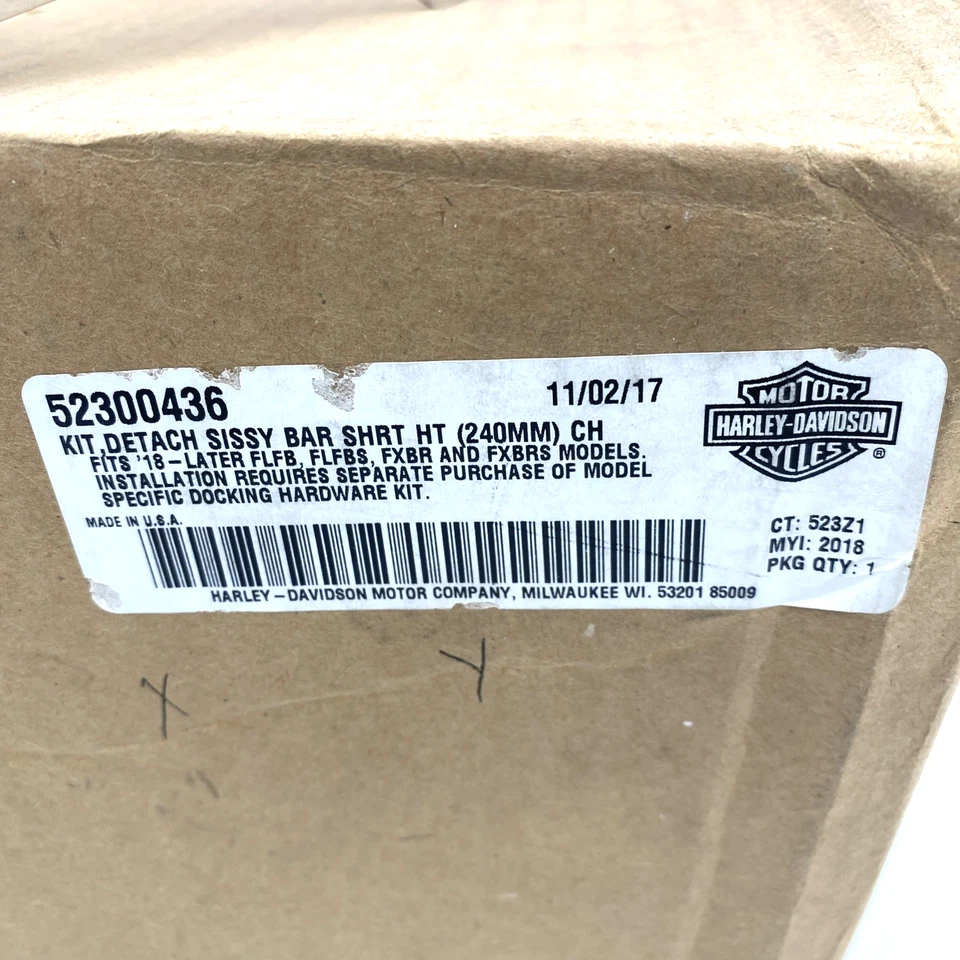 52300436 11/02/17
KIT,DETACH SISSY BAR SHRT HT (240MM) CH
FITS '18-LATER FLFB, FLFBS, FXBR AND FXBRS MODELS.
INSTALLATION REQUIRES SEPARATE PURCHASE OF MODEL
SPECIFIC DOCKING HARDWARE KIT.
MOTOR
HARLEY-DAVIDSON
CYCLES
®
MADE IN U.S.A.
CT: 523Z1
MYI: 2018
PKG QTY: 1
HARLEY-DAVIDSON MOTOR COMPANY, MILWAUKEE WI. 53201 85009
X Y